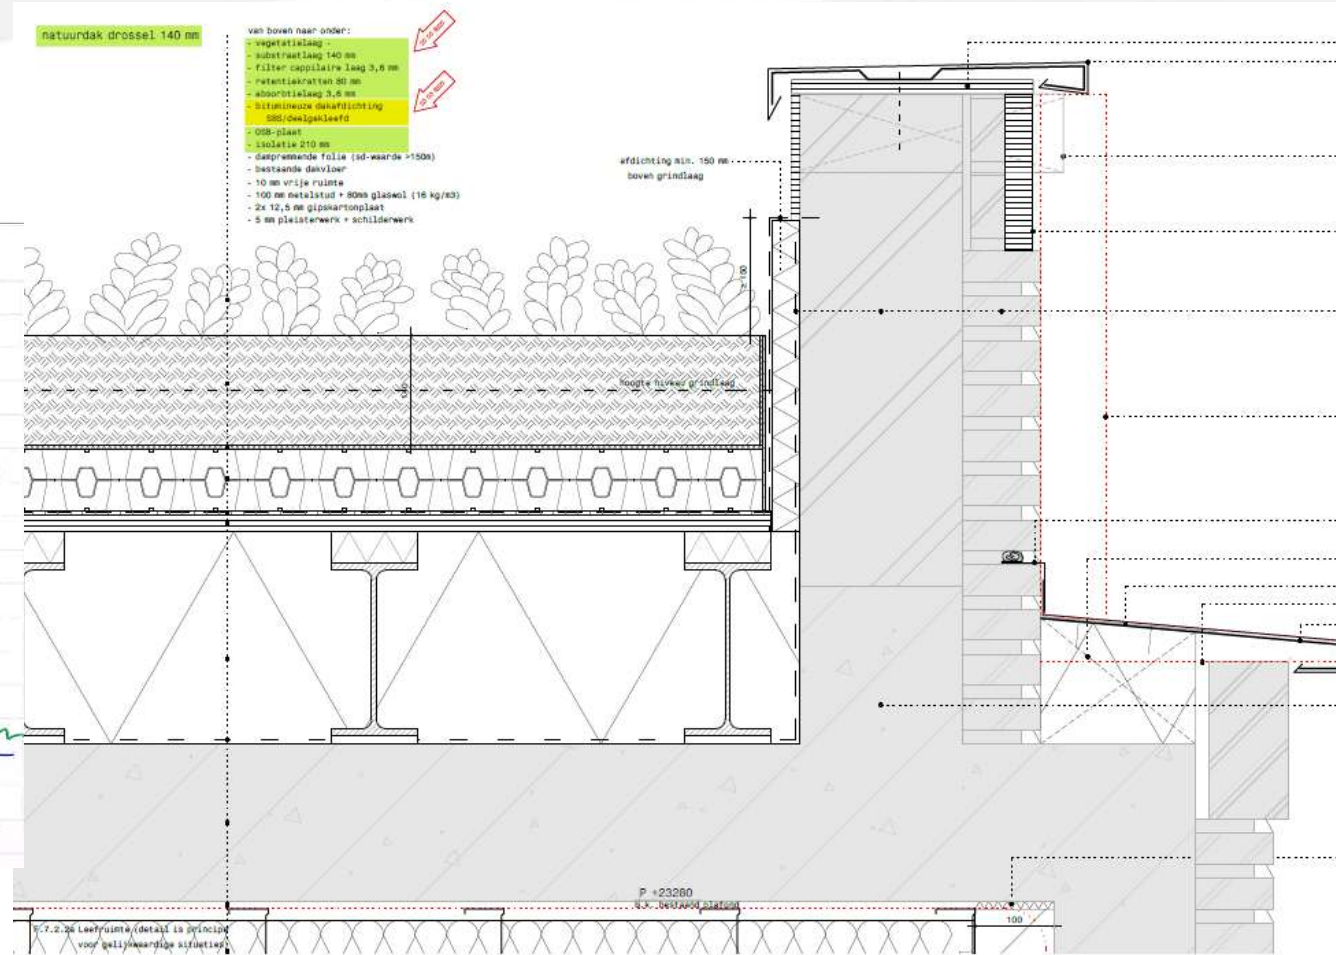 natuurdak drossel 140 mm
van boven naar onder:
- vegetatielaag -
- substraatlaag 140 mm
- filter cappilaire laag 3,6 mm
- retentiekratten 80 mm
- absorbtielaag 3,6 mm
- bitumineuze dakafdichting
SBS/deelgekleefd
- OSB-plaat
- isolatie 210 mm
- dampremmende folie (sd-waarde >150m)
- bestaande dakvloer
- 10 mm vrije ruimte
- 100 mm metalstud + 80mm glaswol (16 kg/m3)
- 2x 12,5 mm gipskartonplaat
- 5 mm pleisterwerk + schilderwerk
afdichting min. 150 mm
boven grindlaag
hoogte niveau grindlaag
P +23280
b.k. bestaand plafond
100
F.7.2.2a Leefruimte (detail is principe
voor gelijkwaardige situaties